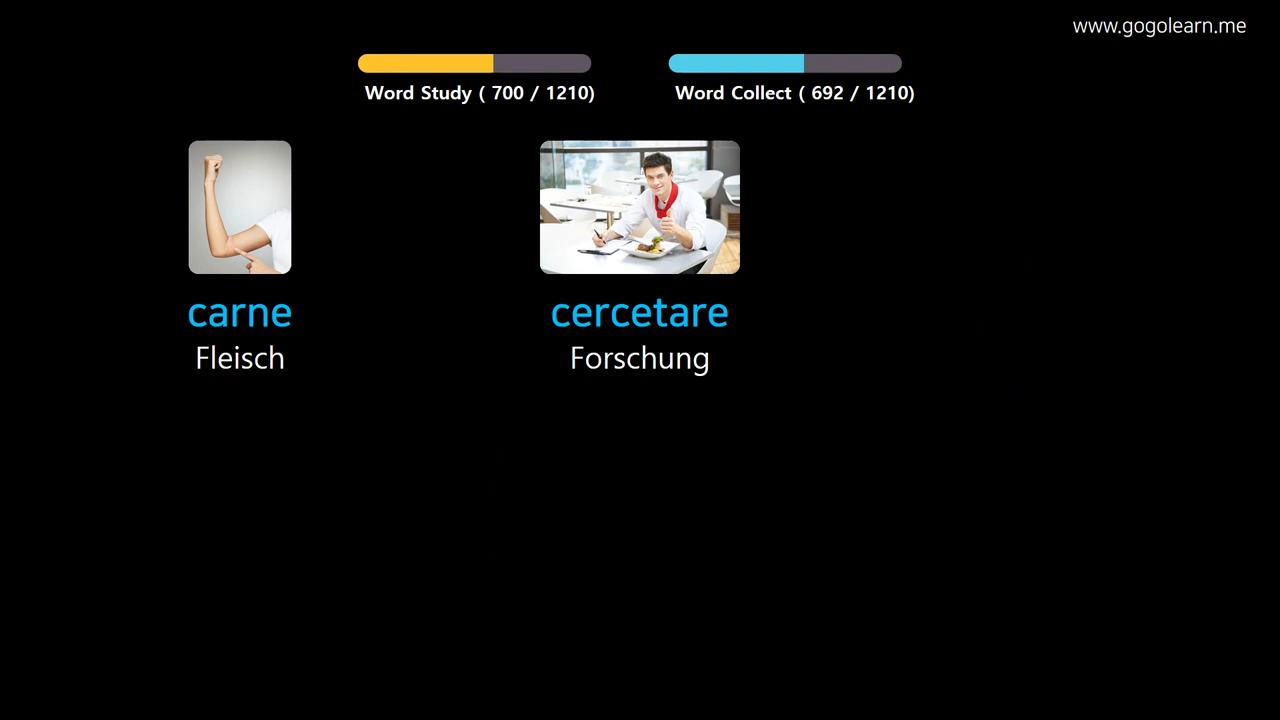 www.gogolearn.me
Word Study ( 700 / 1210)
Word Collect ( 692 / 1210)
carne
Fleisch
cercetare
Forschung